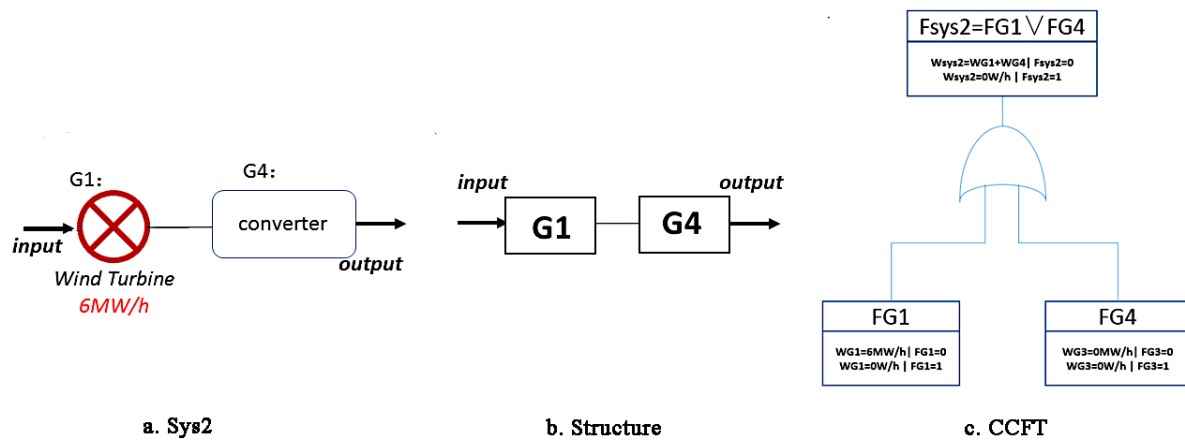 G1:
G4:
converter
input
output
Wind Turbine
6MW/h
a. Sys2
input
output
G1
G4
b. Structure
Fsys2=FG1∨FG4
Wsys2=WG1+WG4| Fsys2=0
Wsys2=0W/h | Fsys2=1
FG1
WG1=6MW/h| FG1=0
WG1=0W/h | FG1=1
FG4
WG3=0MW/h| FG3=0
WG3=0W/h | FG3=1
c. CCFT